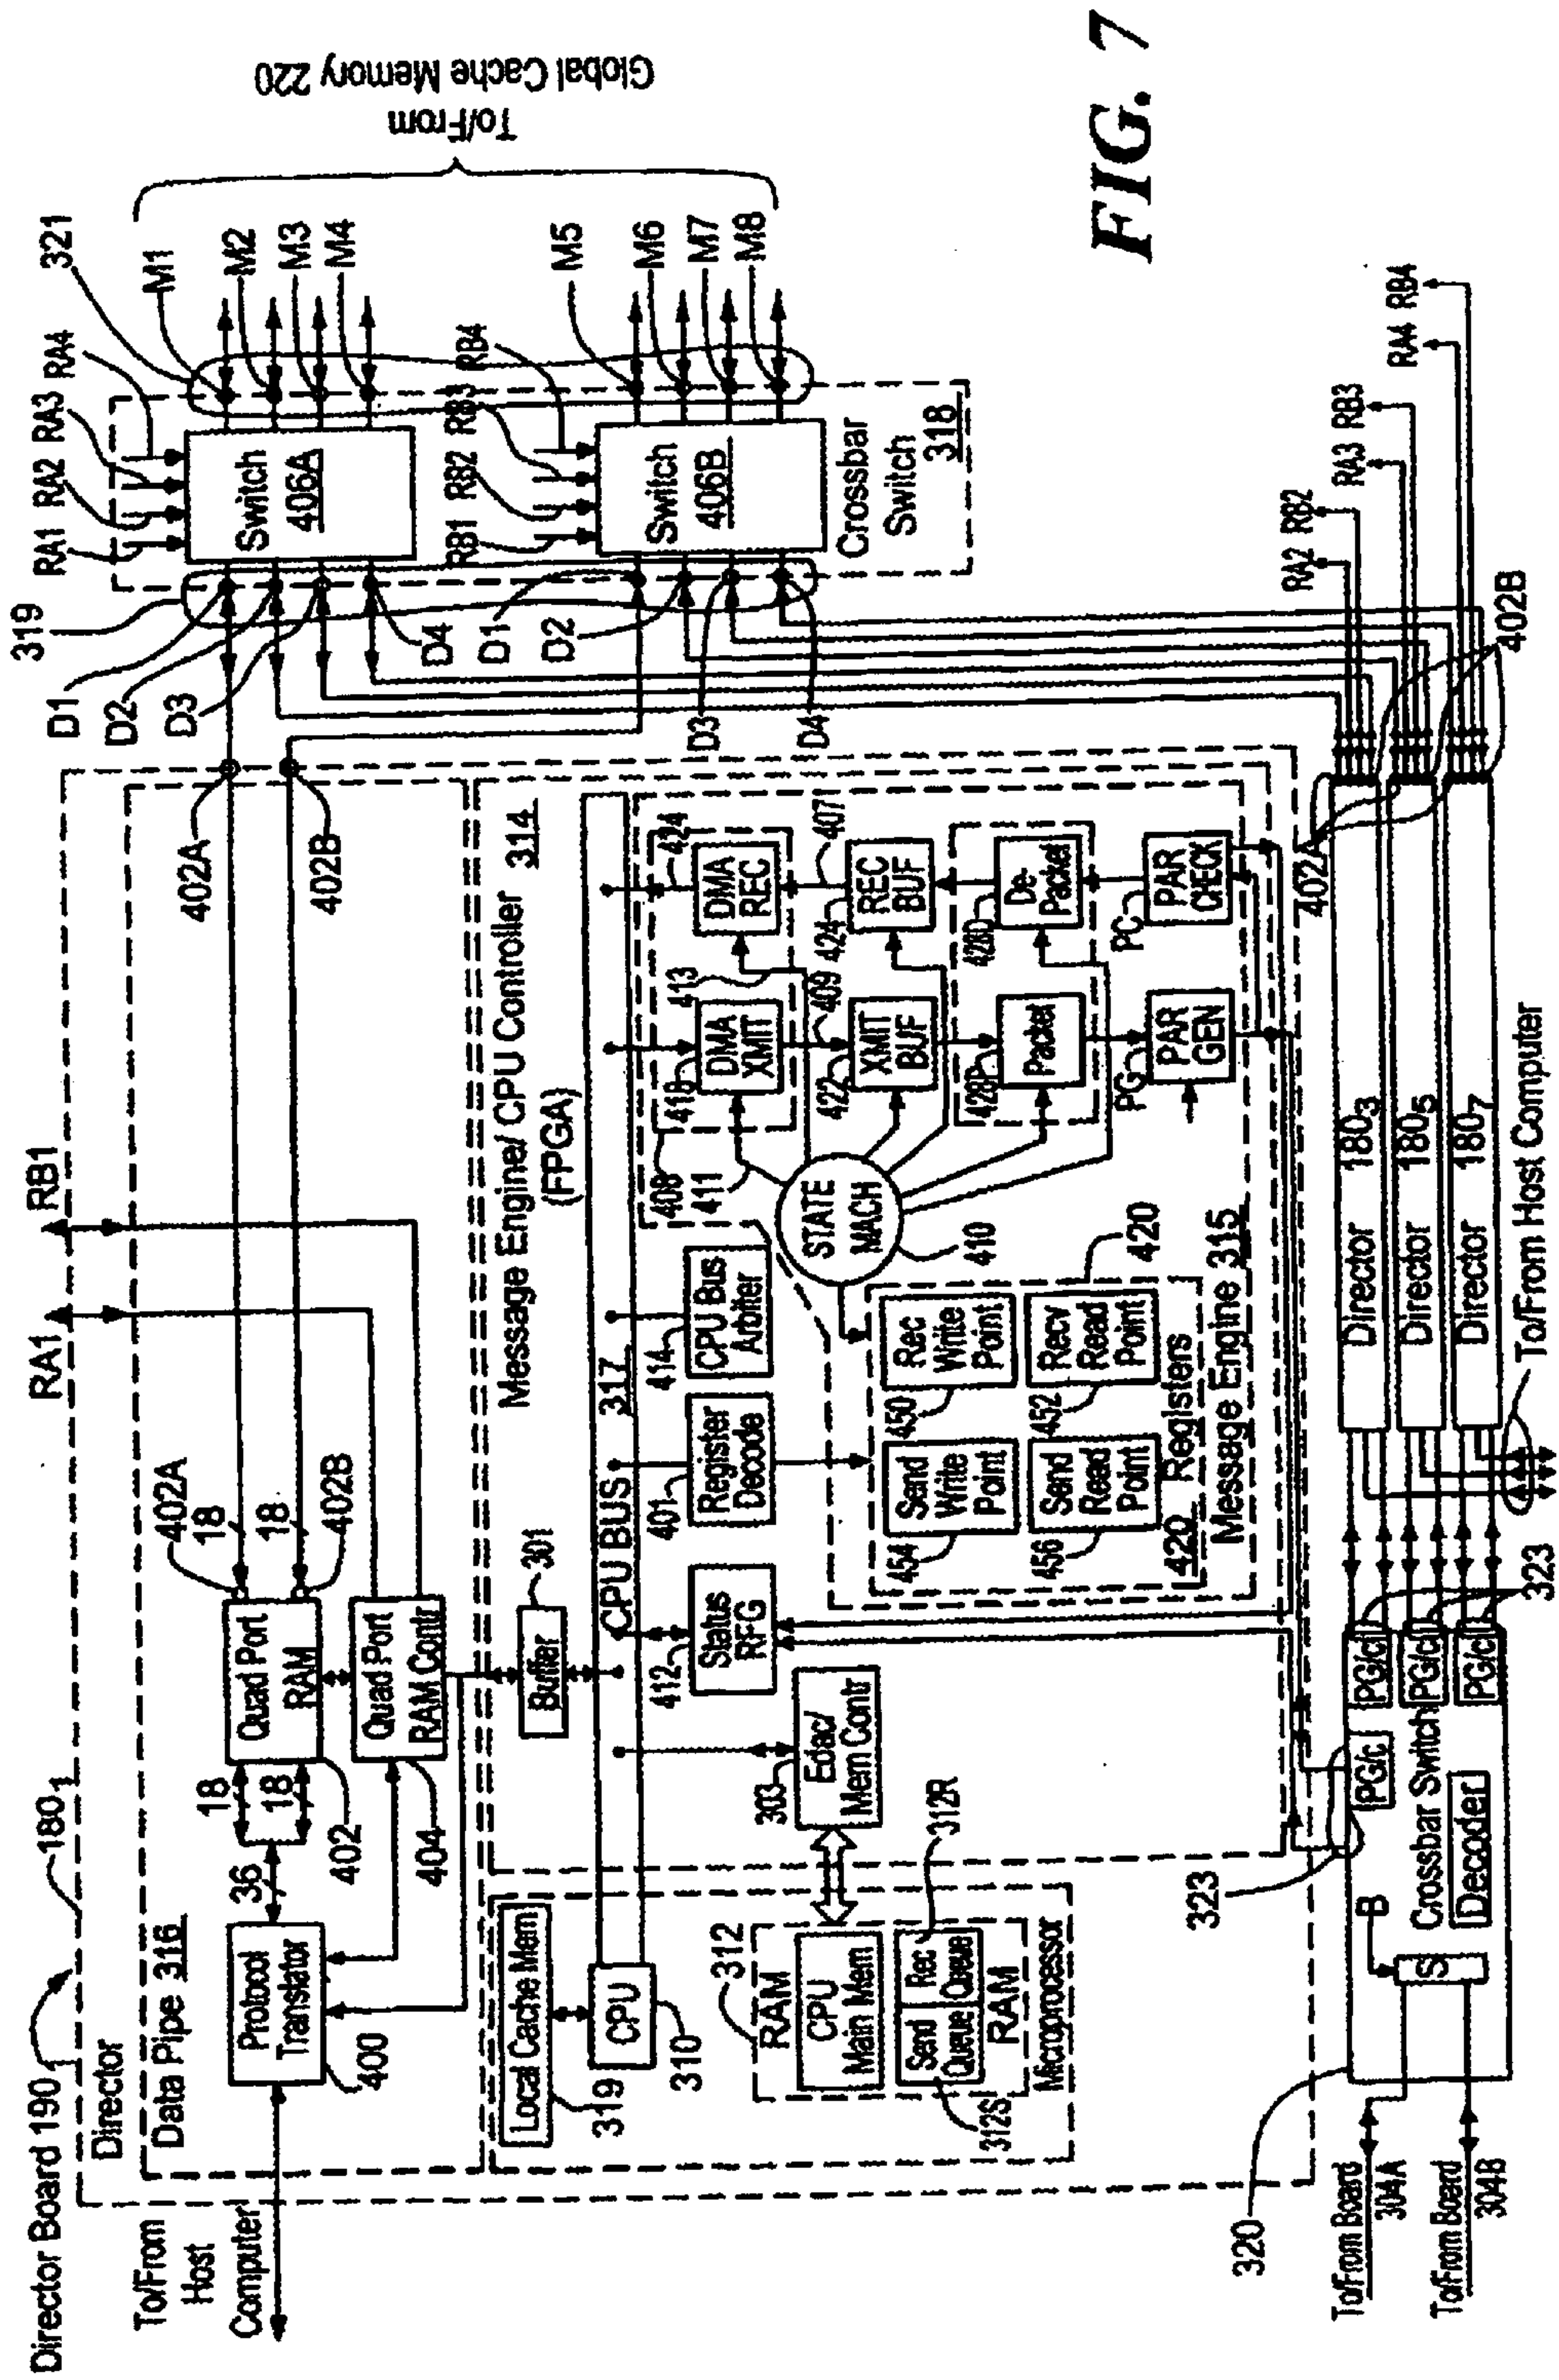 Director Board 190₁
180₁
RA1
RB1
To/From
Host
Computer
Director
Data Pipe 316
Protocol
Translator
400
36
18
18
Quad Port
RAM
402
402A
18
18
402B
Quad Port
RAM Contr
404
402A
402B
319
D1
D2
D3
D4
D1
D2
D3
D4
RA1
RA2
RA3
RA4
Switch
406A
RB1
RB2
RB3
RB4
Switch
406B
Crossbar
Switch
318
321
M1
M2
M3
M4
M5
M6
M7
M8
To/From
Global Cache Memory 220
Local Cache Mem
319
CPU
310
312
RAM
CPU
Main Mem
Send
Queue
Rec
Queue
RAM
312S
312R
Microprocessor
Message Engine/ CPU Controller
314
(FPGA)
Buffer
301
CPU BUS
317
Edac/
Mem Contr
303
Status
RFG
412
Register
Decode
401
CPU Bus
Arbiter
414
408
411
413
DMA
XMIT
418
DMA
REC
424
409
407
XMIT
BUF
422
REC
BUF
424
Packet
428P
De-
Packet
428D
PAR
GEN
PG
PAR
CHECK
PC
STATE
MACH
410
Send
Write
Point
454
Rec
Write
Point
450
420
Send
Read
Point
456
Recv
Read
Point
452
420 Registers
Message Engine 315
To/From Board
304A
To/From Board
304B
320
323
B
S
PG/c
Crossbar Switch
Decoder
PG/c
PG/c
PG/c
323
Director 180₃
Director 180₅
Director 180₇
To/From Host Computer
402A
402B
RA2
RB2
RA3
RB3
RA4
RB4
FIG. 7